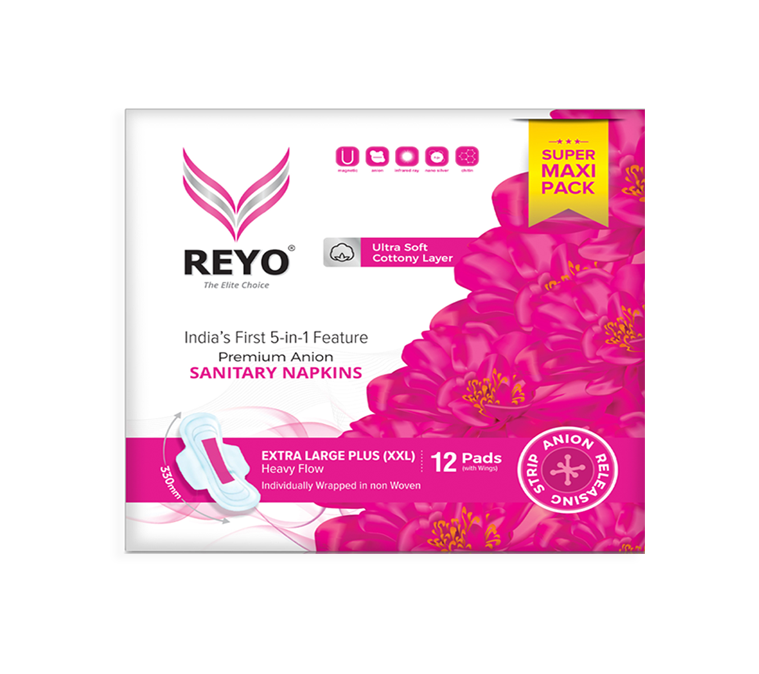 magnetic anion infrared ray nano silver chitin
SUPER
MAXI
PACK
REYO®
The Elite Choice
Ultra Soft
Cottony Layer
India's First 5-in-1 Feature
Premium Anion
SANITARY NAPKINS
330mm
EXTRA LARGE PLUS (XXL)
Heavy Flow
Individually Wrapped in non Woven
12 Pads
(with Wings)
ANION RELEASING STRIP